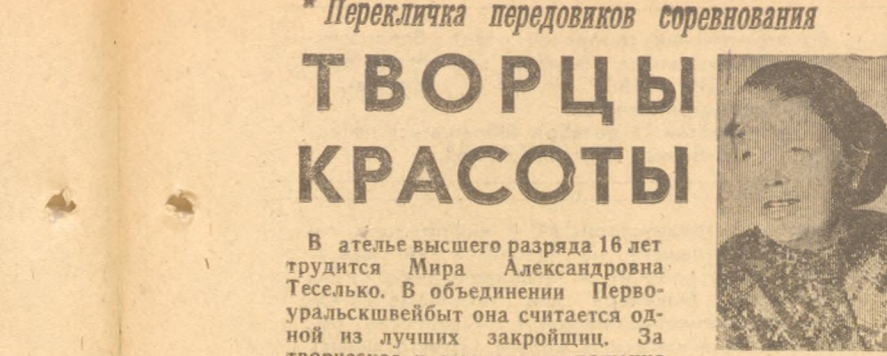 * Перекличка передовиков соревнования
ТВОРЦЫ
КРАСОТЫ
В ателье высшего разряда 16 лет
трудится Мира Александровна
Теселько. В объединении Перво-
уральскшвейбыт она считается од-
ной из лучших закройщиц. За